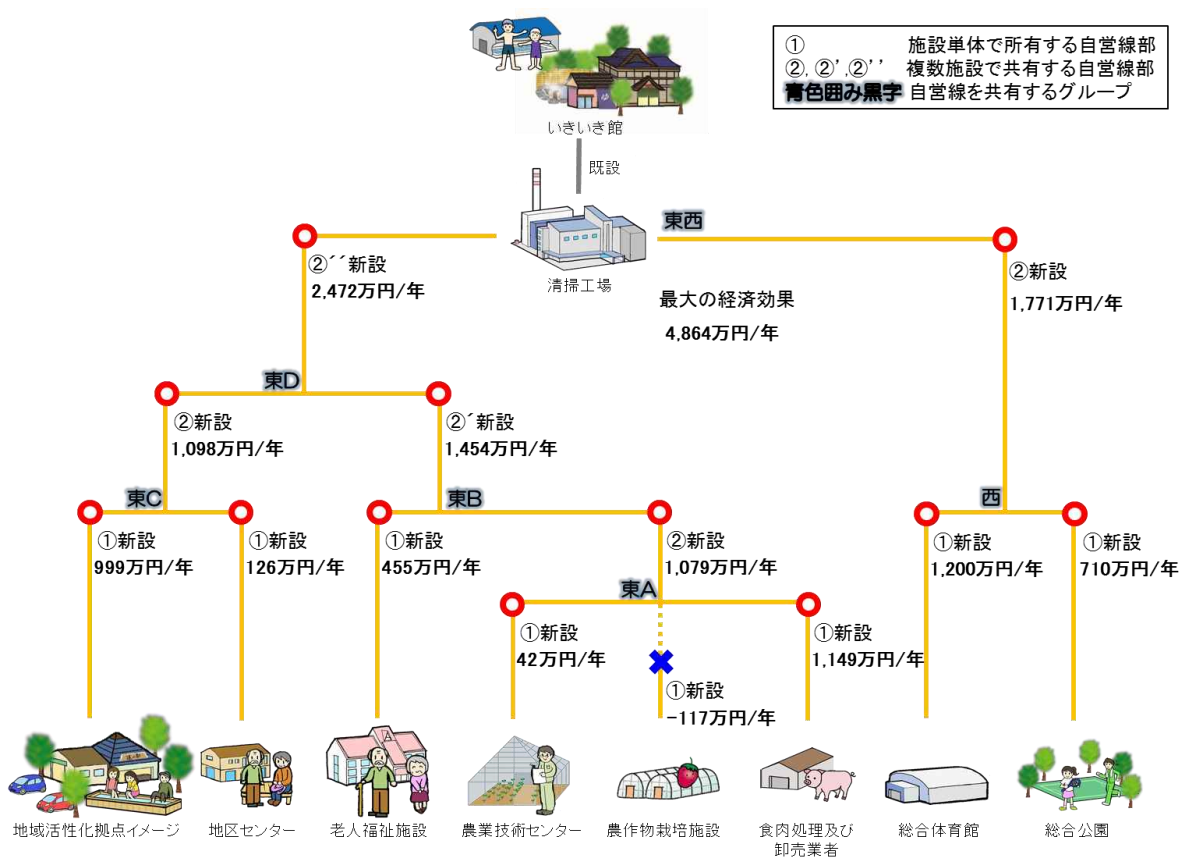 ①　施設単体で所有する自営線部
②, ②',②''　複数施設で共有する自営線部
青色囲み黒字 自営線を共有するグループ
いきいき館
既設
東西
清掃工場
②´´新設
2,472万円/年
②新設
1,771万円/年
最大の経済効果
4,864万円/年
東D
②新設
1,098万円/年
②´新設
1,454万円/年
東C
東B
西
①新設
999万円/年
①新設
126万円/年
①新設
455万円/年
②新設
1,079万円/年
①新設
1,200万円/年
①新設
710万円/年
東A
①新設
42万円/年
①新設
1,149万円/年
①新設
-117万円/年
地域活性化拠点イメージ
地区センター
老人福祉施設
農業技術センター
農作物栽培施設
食肉処理及び
卸売業者
総合体育館
総合公園